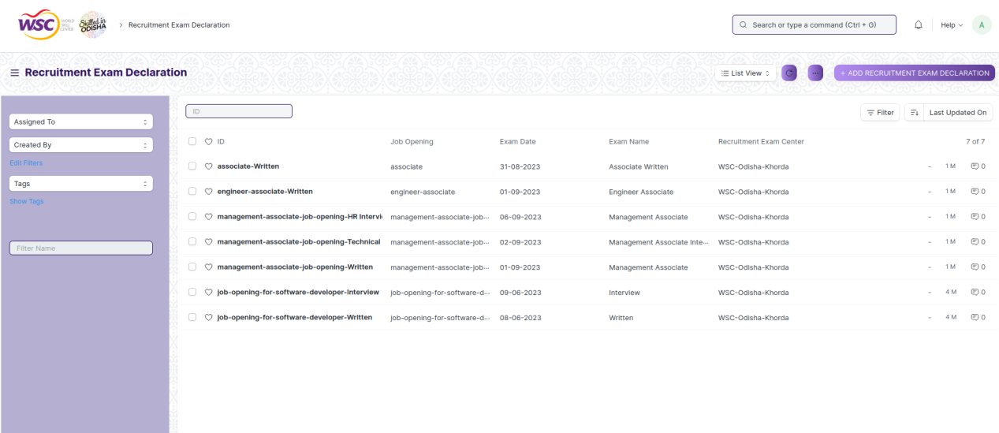 WSC WORLD SKILL CENTER Skilled in ODISHA > Recruitment Exam Declaration Search or type a command (Ctrl + G) Help A
Recruitment Exam Declaration List View ... + ADD RECRUITMENT EXAM DECLARATION
Assigned To
Created By
Edit Filters
Tags
Show Tags
Filter Name
ID Filter Last Updated On
ID Job Opening Exam Date Exam Name Recruitment Exam Center 7 of 7
associate-Written associate 31-08-2023 Associate Written WSC-Odisha-Khorda - 1 M 0
engineer-associate-Written engineer-associate 01-09-2023 Engineer Associate WSC-Odisha-Khorda - 1 M 0
management-associate-job-opening-HR Intervi management-associate-job-... 06-09-2023 Management Associate WSC-Odisha-Khorda - 1 M 0
management-associate-job-opening-Technical management-associate-job-... 02-09-2023 Management Associate Inte... WSC-Odisha-Khorda - 1 M 0
management-associate-job-opening-Written management-associate-job-... 01-09-2023 Management Associate WSC-Odisha-Khorda - 1 M 0
job-opening-for-software-developer-Interview job-opening-for-software-d... 09-06-2023 Interview WSC-Odisha-Khorda - 4 M 0
job-opening-for-software-developer-Written job-opening-for-software-d... 08-06-2023 Written WSC-Odisha-Khorda - 4 M 0